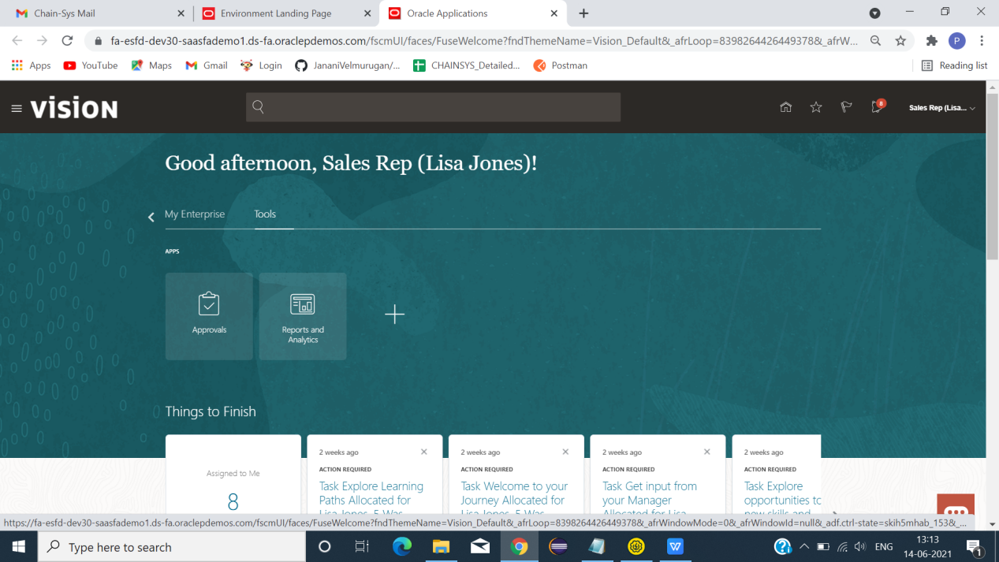 Chain-Sys Mail
Environment Landing Page
Oracle Applications
fa-esfd-dev30-saasfademo1.ds-fa.oraclepdemos.com/fscmUI/faces/FuseWelcome?fndThemeName=Vision_Default&_afrLoop=8398264426449378&_afrW...
P
Apps
YouTube
Maps
Gmail
Login
JananiVelmurugan/...
CHAINSYS_Detailed...
Postman
Reading list
VISION
8
Sales Rep (Lisa...
Good afternoon, Sales Rep (Lisa Jones)!
My Enterprise
Tools
APPS
Approvals
Reports and
Analytics
Things to Finish
Assigned to Me
8
2 weeks ago
ACTION REQUIRED
Task Explore Learning
Paths Allocated for
Lisa Jones, 5 Was
2 weeks ago
ACTION REQUIRED
Task Welcome to your
Journey Allocated for
Lisa Jones, 5 Was
2 weeks ago
ACTION REQUIRED
Task Get input from
your Manager
Allocated for Lisa
2 weeks ago
ACTION REQUIRED
Task Explore
opportunities to
new skills and
https://fa-esfd-dev30-saasfademo1.ds-fa.oraclepdemos.com/fscmUI/faces/FuseWelcome?fndThemeName=Vision_Default&_afrLoop=8398264426449378&_afrWindowMode=0&_afrWindowId=null&_adf.ctrl-state=skih5mhab_153&_...
Type here to search
W
ENG
13:13
14-06-2021
1